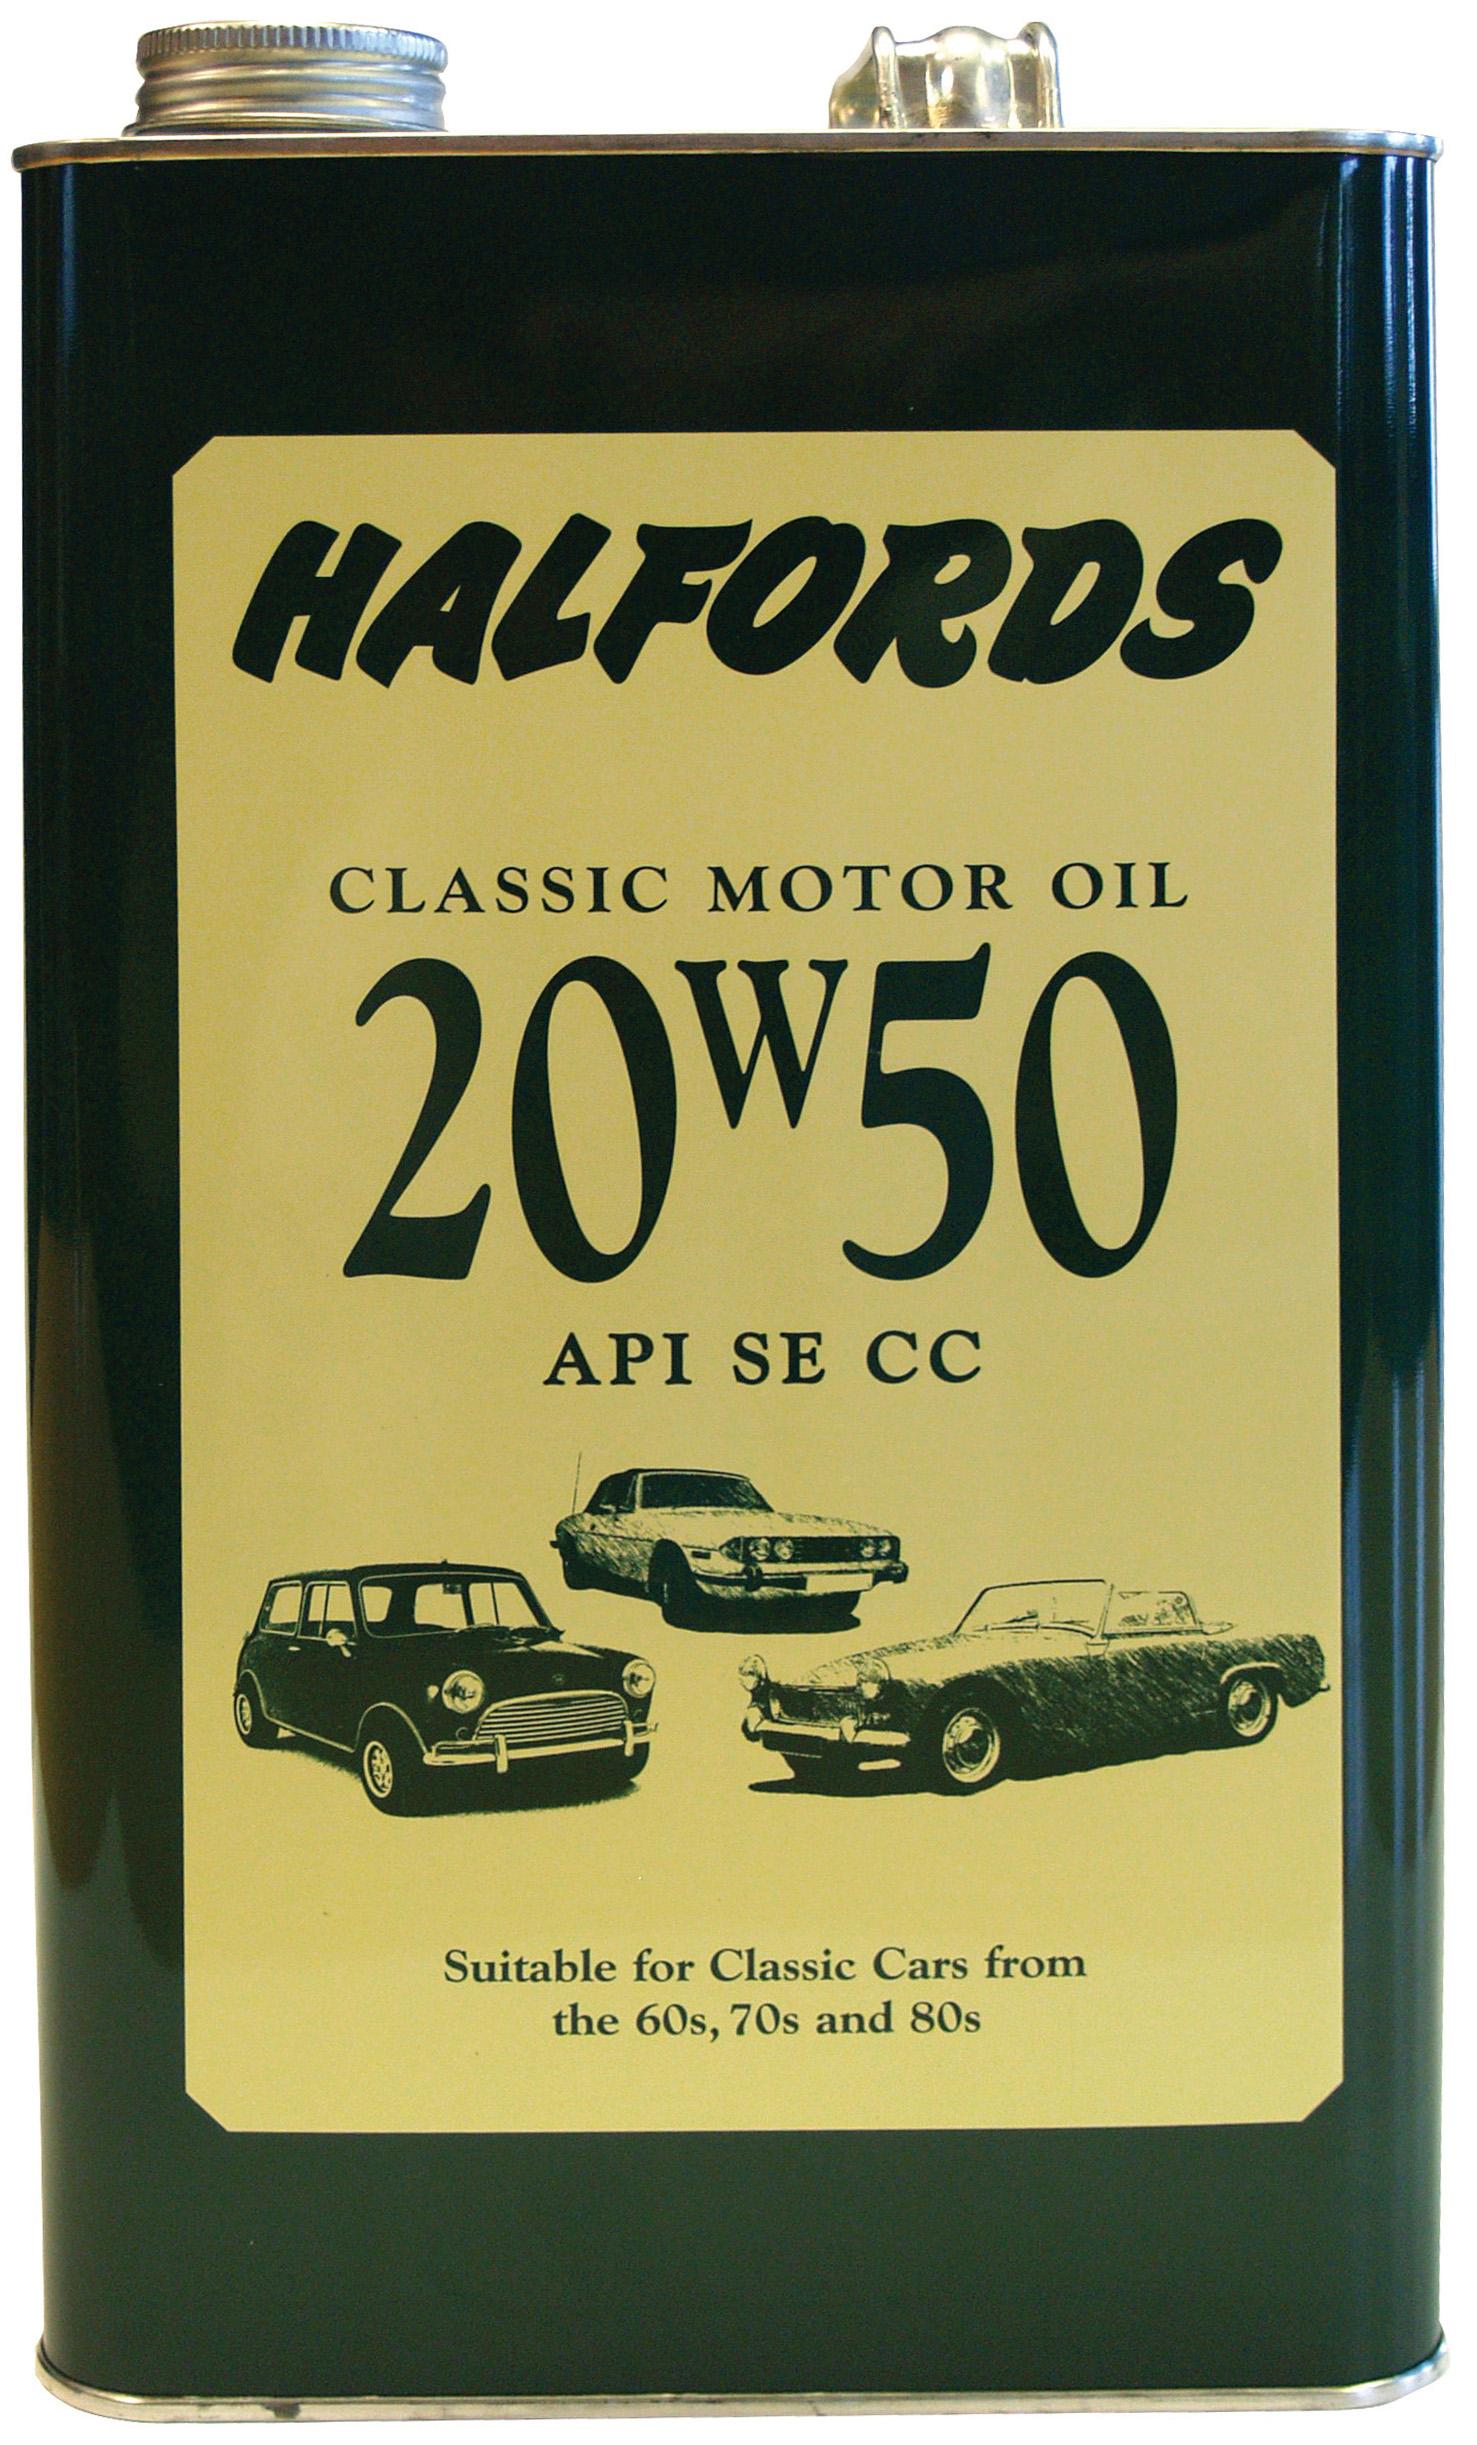 HALFORDS
CLASSIC MOTOR OIL
20W50
API SE CC
Suitable for Classic Cars from
the 60s, 70s and 80s